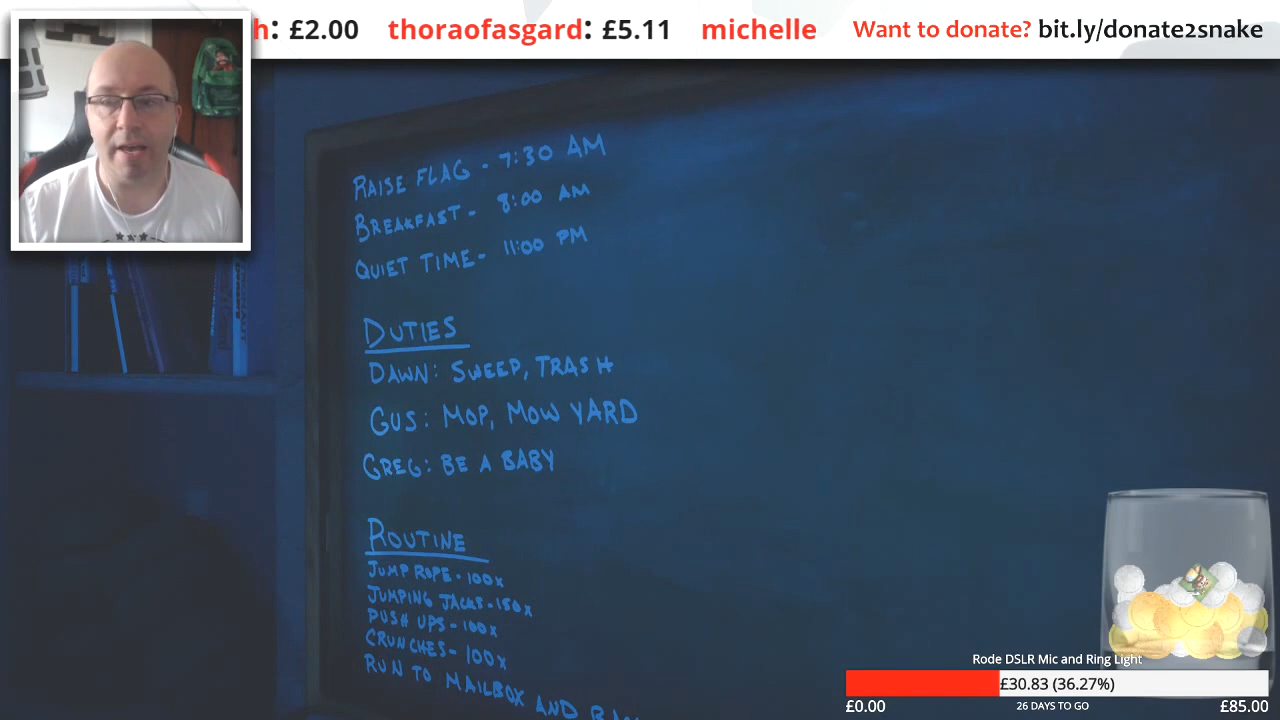 h: £2.00 thoraofasgard: £5.11 michelle
Want to donate? bit.ly/donate2snake
RAISE FLAG - 7:30 AM
BREAKFAST - 8:00 AM
QUIET TIME - 11:00 PM
DUTIES
DAWN: SWEEP, TRASH
GUS: MOP, MOW YARD
GREG: BE A BABY
ROUTINE
JUMP ROPE - 100X
JUMPING JACKS - 150X
PUSH UPS - 100X
CRUNCHES - 100X
RUN TO MAILBOX AND
Rode DSLR Mic and Ring Light
£30.83 (36.27%)
£0.00 26 DAYS TO GO £85.00